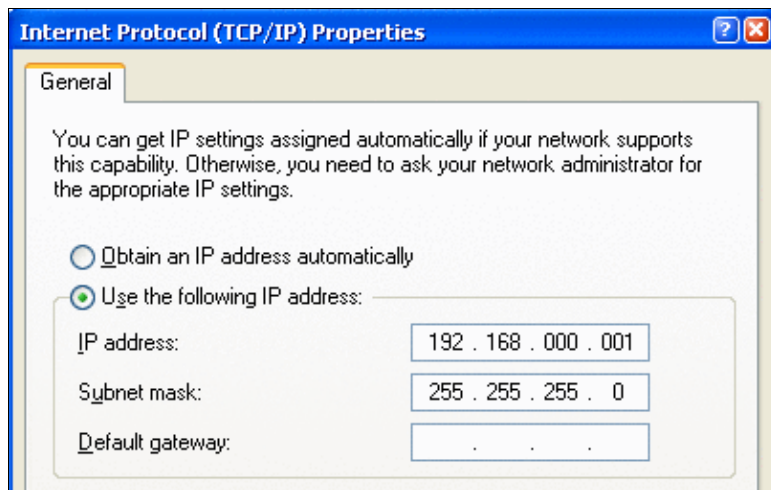 Internet Protocol (TCP/IP) Properties
General
You can get IP settings assigned automatically if your network supports
this capability. Otherwise, you need to ask your network administrator for
the appropriate IP settings.
Obtain an IP address automatically
Use the following IP address:
IP address: 192 . 168 . 000 . 001
Subnet mask: 255 . 255 . 255 . 0
Default gateway: . . .